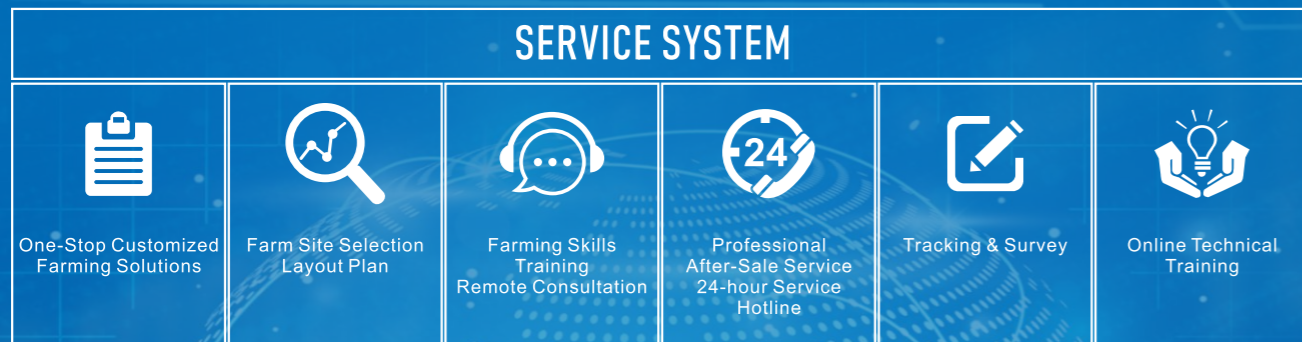 SERVICE SYSTEM
One-Stop Customized
Farming Solutions
Farm Site Selection
Layout Plan
Farming Skills
Training
Remote Consultation
24
Professional
After-Sale Service
24-hour Service
Hotline
Tracking & Survey
Online Technical
Training